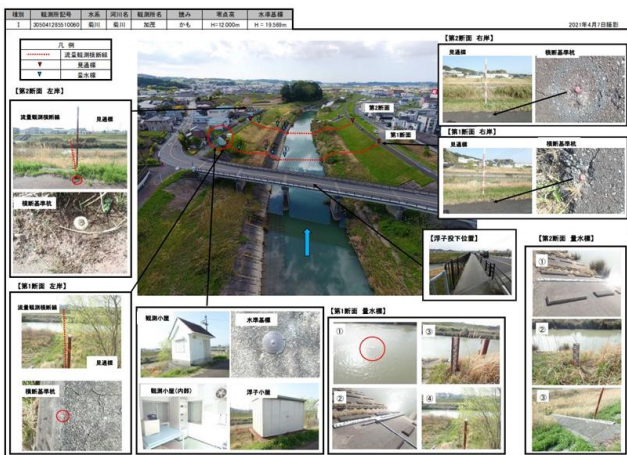 種別 観測所記号 水系 河川名 観測所名 読み 零点高 水準基標
1 305041285510060 菊川 菊川 加茂 かも H=12.000m H=19.568m
2021年4月7日撮影
凡 例
流量観測横断線
見通標
量水標
【第2断面 左岸】
流量観測横断線
見通標
横断基準杭
【第1断面 左岸】
流量観測横断線
見通標
横断基準杭
第2断面
第1断面
観測小屋
水準基標
観測小屋(内部)
浮子小屋
【第1断面 量水標】
①
③
②
④
【浮子投下位置】
【第2断面 右岸】
見通標
横断基準杭
【第1断面 右岸】
見通標
横断基準杭
【第2断面 量水標】
①
②
③